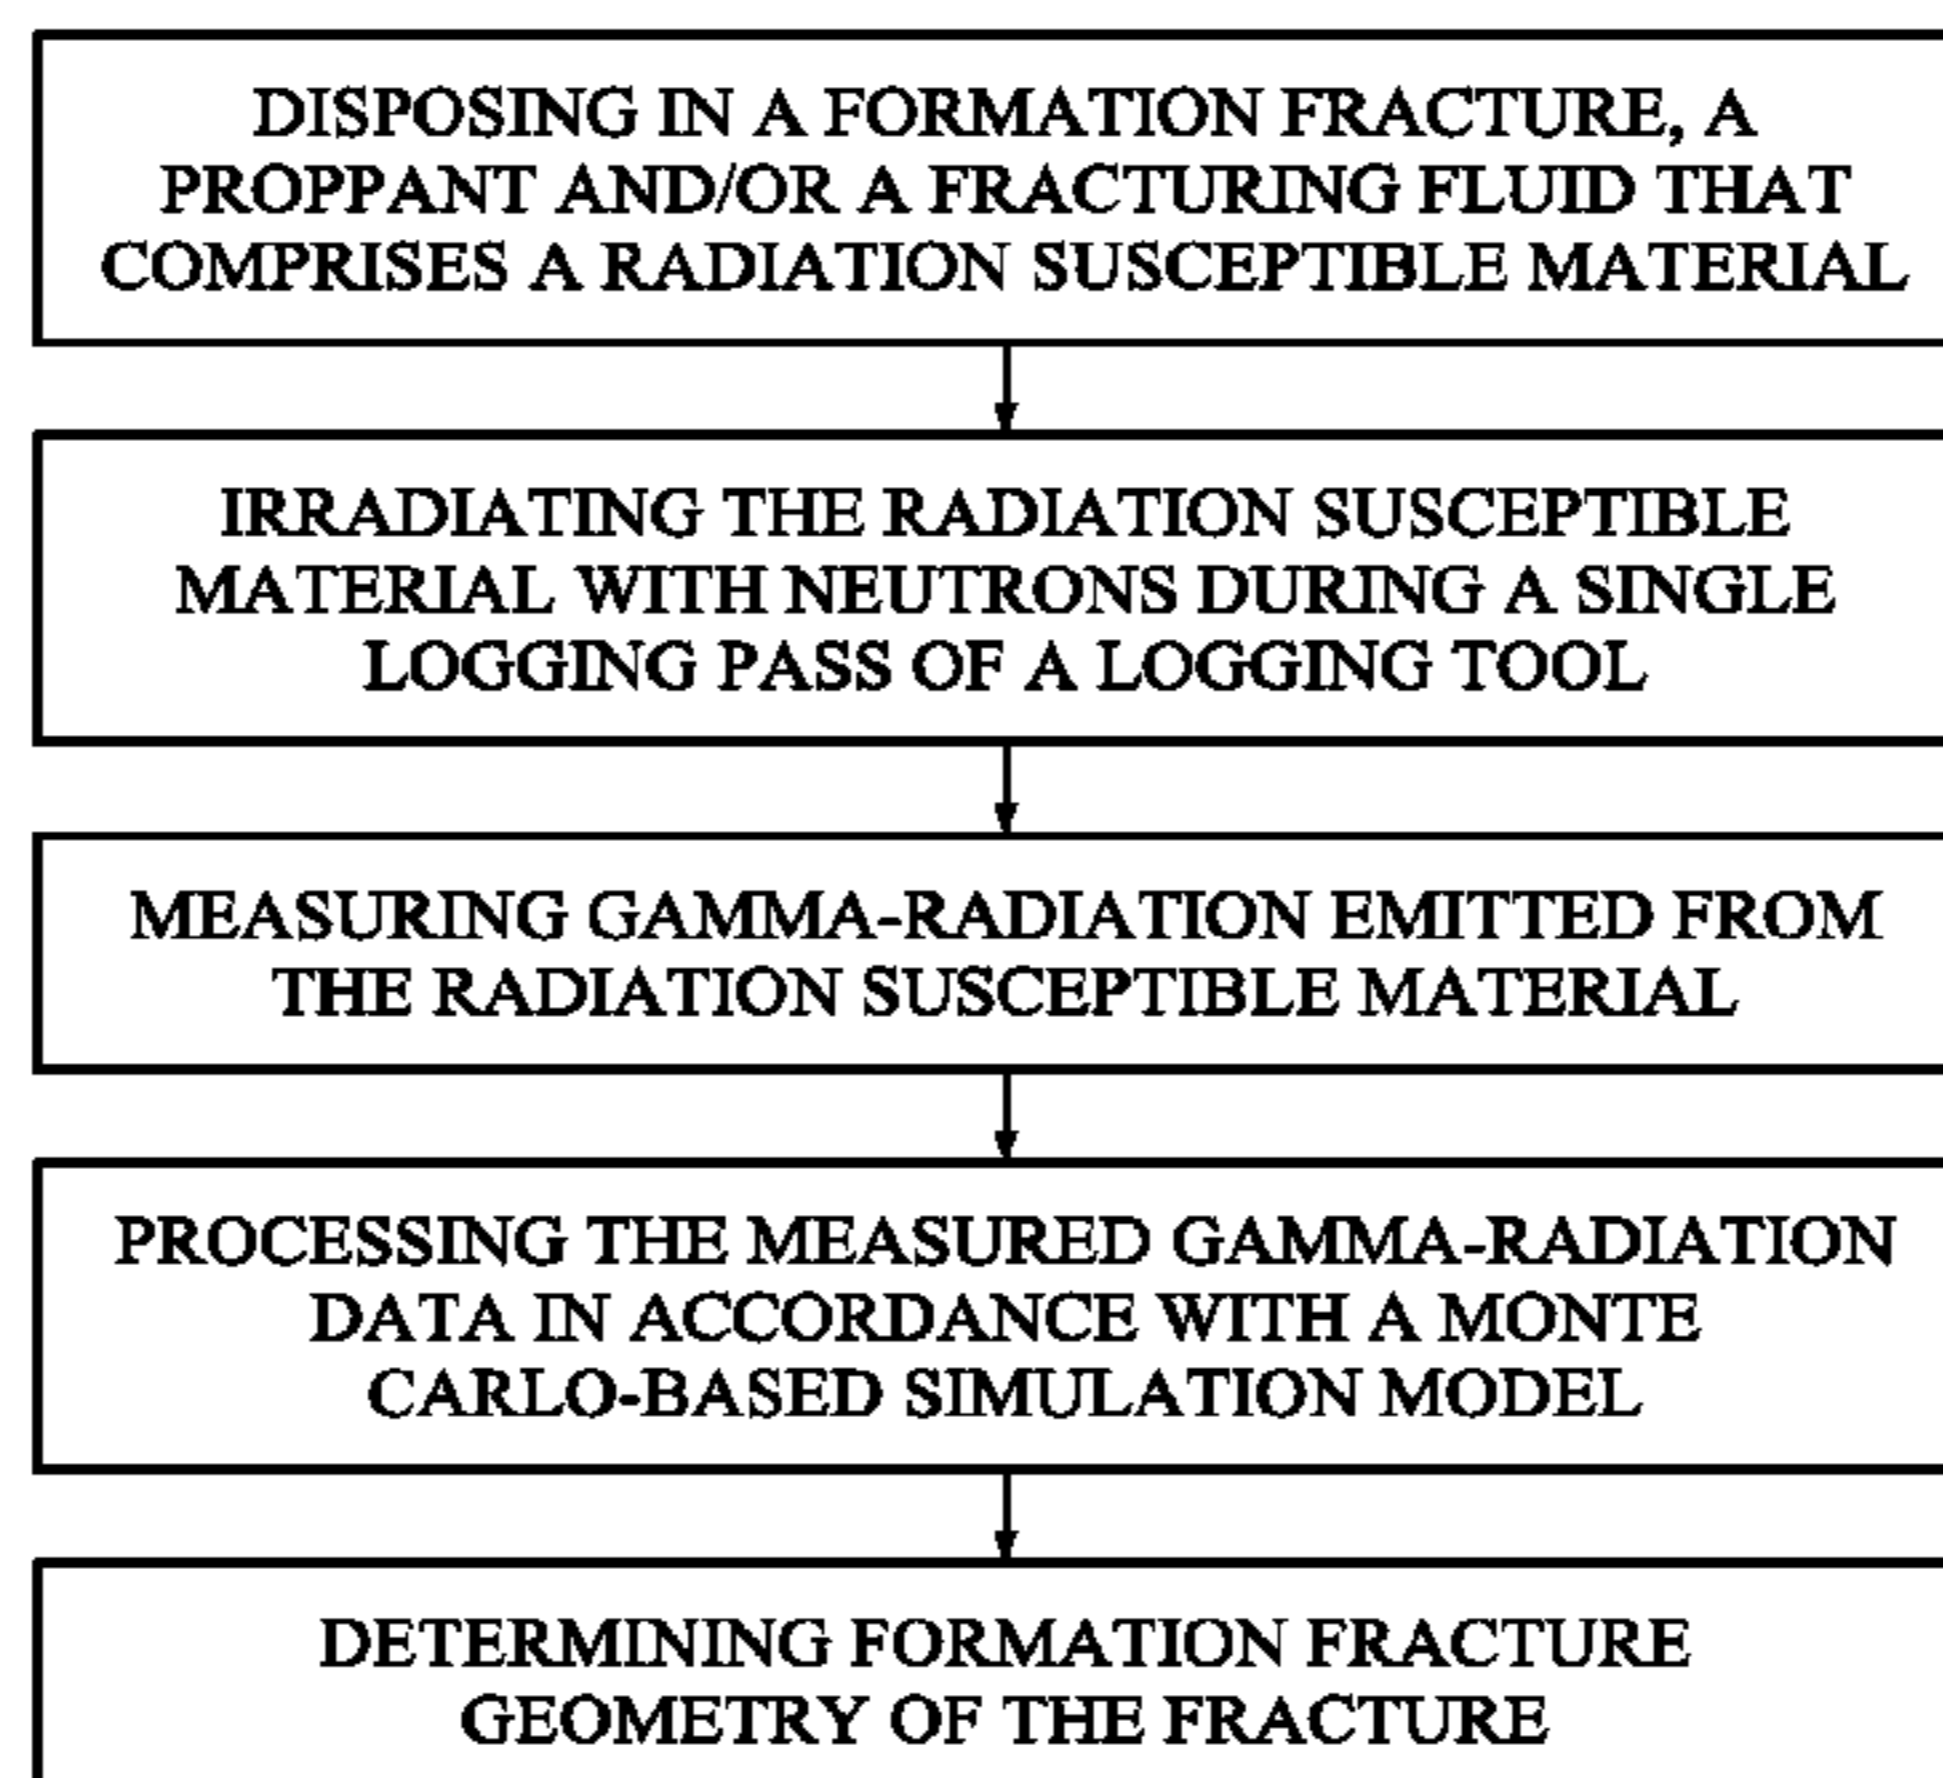 DISPOSING IN A FORMATION FRACTURE, A
PROPPANT AND/OR A FRACTURING FLUID THAT
COMPRISES A RADIATION SUSCEPTIBLE MATERIAL
IRRADIATING THE RADIATION SUSCEPTIBLE
MATERIAL WITH NEUTRONS DURING A SINGLE
LOGGING PASS OF A LOGGING TOOL
MEASURING GAMMA-RADIATION EMITTED FROM
THE RADIATION SUSCEPTIBLE MATERIAL
PROCESSING THE MEASURED GAMMA-RADIATION
DATA IN ACCORDANCE WITH A MONTE
CARLO-BASED SIMULATION MODEL
DETERMINING FORMATION FRACTURE
GEOMETRY OF THE FRACTURE